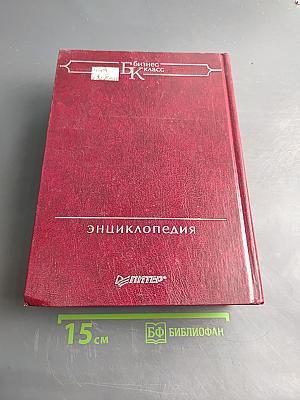 Бизнес
БК класс
ЭНЦИКЛОПЕДИЯ
ПИТЕР
15 см
БФ БИБЛИОФАН